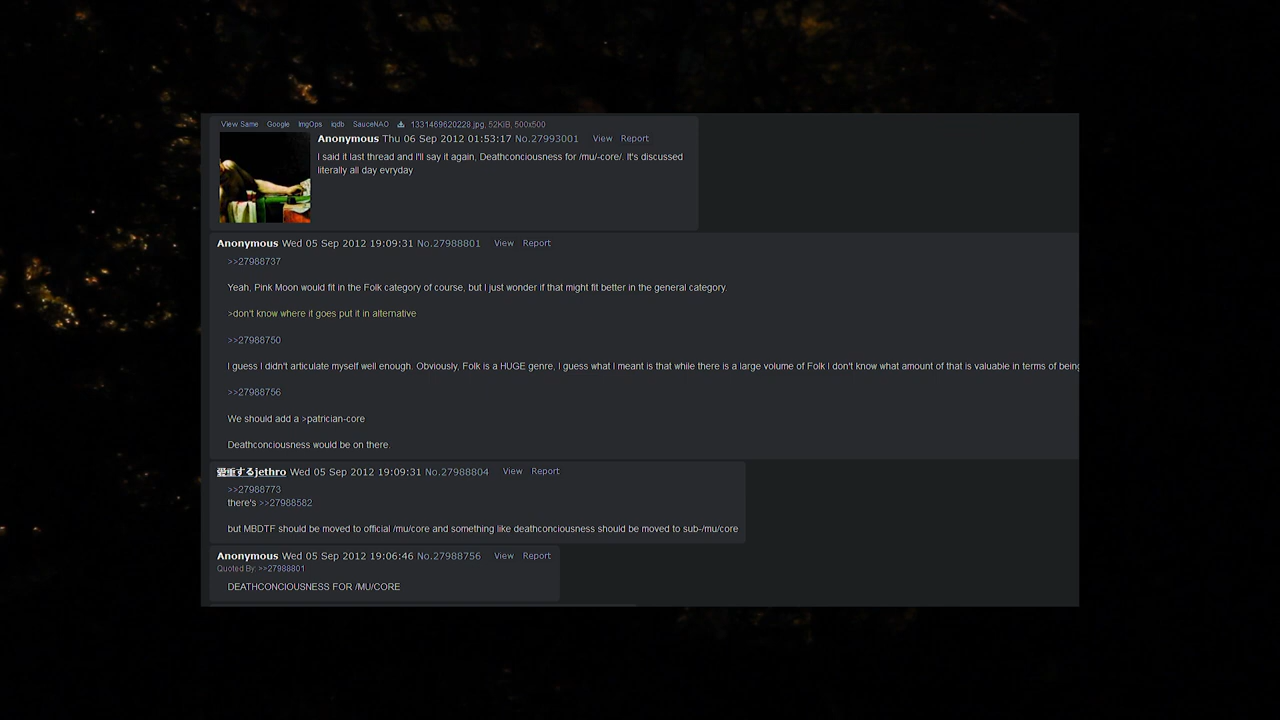 View Same Google ImgOps iqdb SauceNAO 1331469620228.jpg, 52KIB, 500x500
Anonymous Thu 06 Sep 2012 01:53:17 No.27993001 View Report
I said it last thread and I'll say it again, Deathconciousness for /mu/-core/. It's discussed
literally all day evryday
Anonymous Wed 05 Sep 2012 19:09:31 No.27988801 View Report
>>27988737
Yeah, Pink Moon would fit in the Folk category of course, but I just wonder if that might fit better in the general category.
>don't know where it goes put it in alternative
>>27988750
I guess I didn't articulate myself well enough. Obviously, Folk is a HUGE genre, I guess what I meant is that while there is a large volume of Folk I don't know what amount of that is valuable in terms of being
>>27988756
We should add a >patrician-core
Deathconciousness would be on there.
愛重するjethro Wed 05 Sep 2012 19:09:31 No.27988804 View Report
>>27988773
there's >>27988582
but MBDTF should be moved to official /mu/core and something like deathconciousness should be moved to sub-/mu/core
Anonymous Wed 05 Sep 2012 19:06:46 No.27988756 View Report
Quoted By: >>27988801
DEATHCONCIOUSNESS FOR /MU/CORE